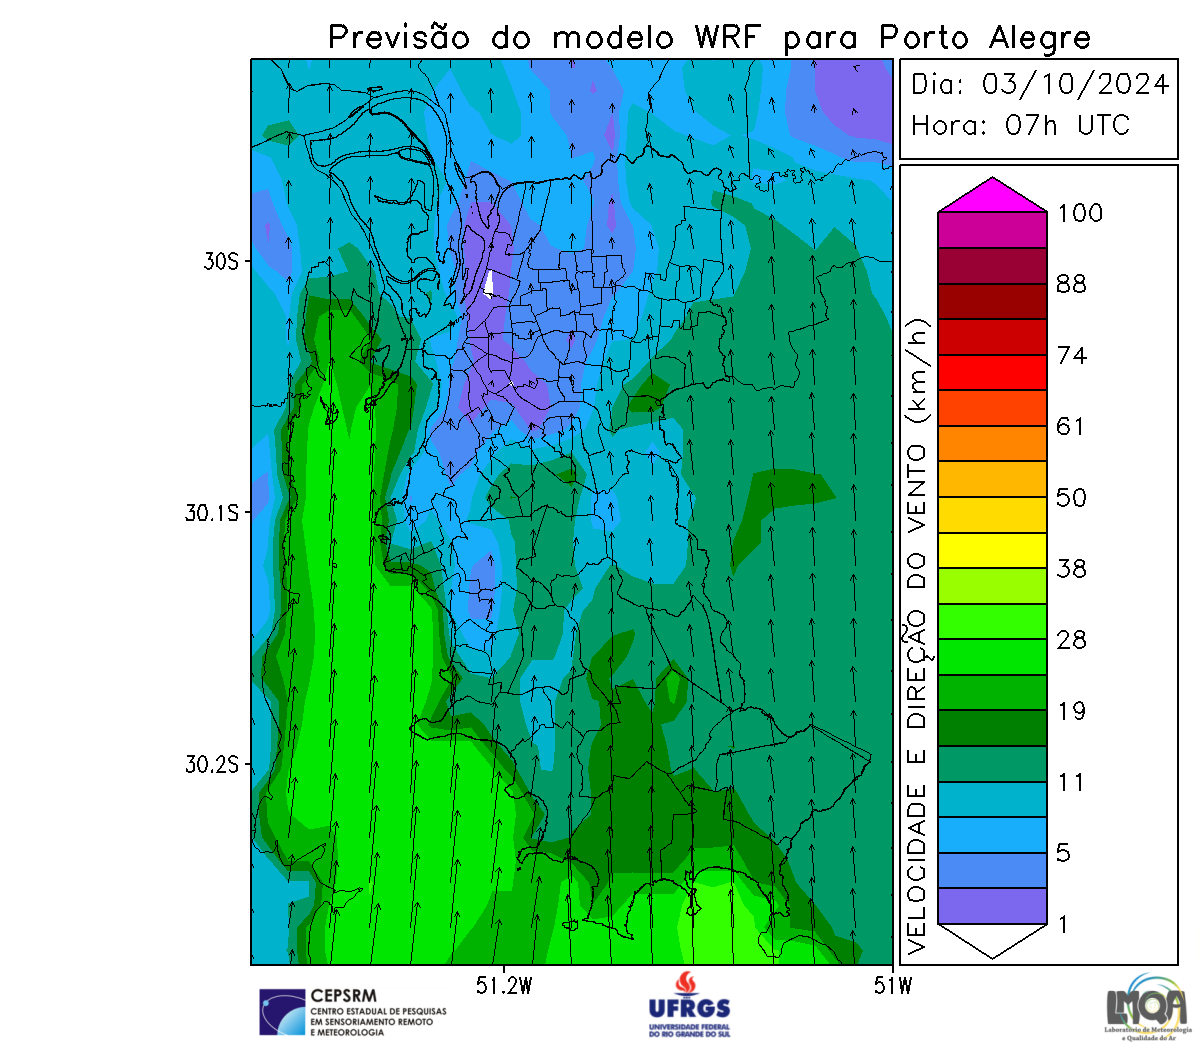 Previsão do modelo WRF para Porto Alegre
Dia: 03/10/2024
Hora: 07h UTC
30S
30.1S
30.2S
51.2W
51W
VELOCIDADE E DIREÇÃO DO VENTO (km/h)
100
88
74
61
50
38
28
19
11
5
1
CEPSRM
CENTRO ESTADUAL DE PESQUISAS
EM SENSORIAMENTO REMOTO
E METEOROLOGIA
UFRGS
UNIVERSIDADE FEDERAL
DO RIO GRANDE DO SUL
LMQA
Laboratório de Meteorologia
e Qualidade do Ar